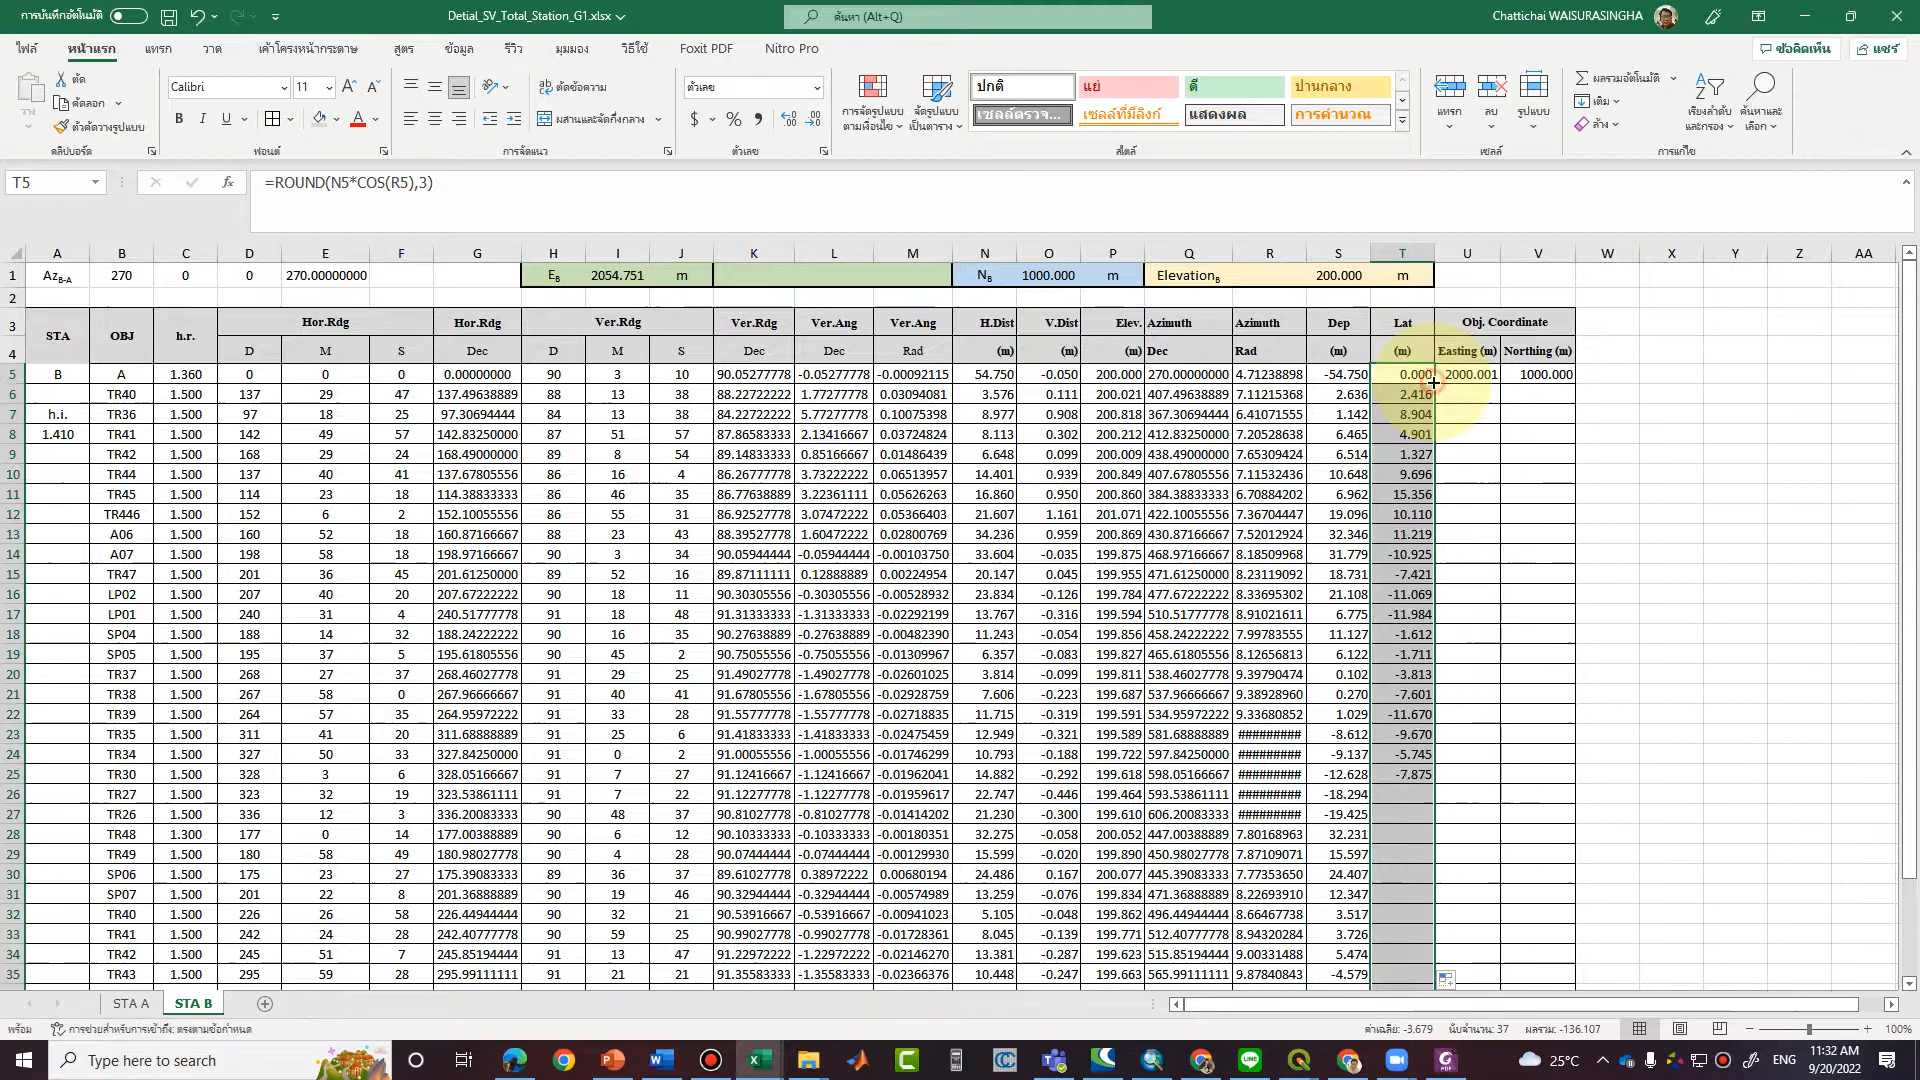 การบันทึกอัตโนมัติ
Detial_SV_Total_Station_G1.xlsx
ค้นหา (Alt+Q)
Chattichai WAISURASINGHA
ไฟล์ หน้าแรก แทรก วาด เค้าโครงหน้ากระดาษ สูตร ข้อมูล รีวิว มุมมอง วิธีใช้ Foxit PDF Nitro Pro ข้อคิดเห็น แชร์
วาง ตัด คัดลอก ตัวคัดวางรูปแบบ คลิปบอร์ด
Calibri 11 B I U ฟอนต์
ตัดข้อความ ผสานและจัดกึ่งกลาง การจัดแนว
ตัวเลข $ % ตัวเลข
การจัดรูปแบบตามเงื่อนไข จัดรูปแบบเป็นตาราง ปกติ แย่ ดี ปานกลาง
เซลล์ตรวจ... เซลล์ที่มีลิงก์ แสดงผล การคำนวณ สไตล์
แทรก ลบ รูปแบบ เซลล์
ผลรวมอัตโนมัติ เติม ล้าง เรียงลำดับและกรอง ค้นหาและเลือก การแก้ไข
T5 fx =ROUND(N5*COS(R5),3)
A B C D E F G H I J K L M N O P Q R S T U V W X Y Z AA
1 AzB-A 270 0 0 270.00000000 EB 2054.751 m NB 1000.000 m ElevationB 200.000 m
2
3 STA OBJ h.r. Hor.Rdg Hor.Rdg Ver.Rdg Ver.Rdg Ver.Ang Ver.Ang H.Dist V.Dist Elev. Azimuth Azimuth Dep Lat Obj. Coordinate
4 D M S Dec D M S Dec Dec Rad (m) (m) (m) Dec Rad (m) (m) Easting (m) Northing (m)
5 B A 1.360 0 0 0 0.00000000 90 3 10 90.05277778 -0.05277778 -0.00092115 54.750 -0.050 200.000 270.00000000 4.71238898 -54.750 0.000 2000.001 1000.000
6 TR40 1.500 137 29 47 137.49638889 88 13 38 88.22722222 1.77277778 0.03094081 3.576 0.111 200.021 407.49638889 7.11215368 2.636 2.416
7 h.i. TR36 1.500 97 18 25 97.30694444 84 13 38 84.22722222 5.77277778 0.10075398 8.977 0.908 200.818 367.30694444 6.41071555 1.142 8.904
8 1.410 TR41 1.500 142 49 57 142.83250000 87 51 57 87.86583333 2.13416667 0.03724824 8.113 0.302 200.212 412.83250000 7.20528638 6.465 4.901
9 TR42 1.500 168 29 24 168.49000000 89 8 54 89.14833333 0.85166667 0.01486439 6.648 0.099 200.009 438.49000000 7.65309424 6.514 1.327
10 TR44 1.500 137 40 41 137.67805556 86 16 4 86.26777778 3.73222222 0.06513957 14.401 0.939 200.849 407.67805556 7.11532436 10.648 9.696
11 TR45 1.500 114 23 18 114.38833333 86 46 35 86.77638889 3.22361111 0.05626263 16.860 0.950 200.860 384.38833333 6.70884202 6.962 15.356
12 TR446 1.500 152 6 2 152.10055556 86 55 31 86.92527778 3.07472222 0.05366403 21.607 1.161 201.071 422.10055556 7.36704447 19.096 10.110
13 A06 1.500 160 52 18 160.87166667 88 23 43 88.39527778 1.60472222 0.02800769 34.236 0.959 200.869 430.87166667 7.52012924 32.346 11.219
14 A07 1.500 198 58 18 198.97166667 90 3 34 90.05944444 -0.05944444 -0.00103750 33.604 -0.035 199.875 468.97166667 8.18509968 31.779 -10.925
15 TR47 1.500 201 36 45 201.61250000 89 52 16 89.87111111 0.12888889 0.00224954 20.147 0.045 199.955 471.61250000 8.23119092 18.731 -7.421
16 LP02 1.500 207 40 20 207.67222222 90 18 11 90.30305556 -0.30305556 -0.00528932 23.834 -0.126 199.784 477.67222222 8.33695302 21.108 -11.069
17 LP01 1.500 240 31 4 240.51777778 91 18 48 91.31333333 -1.31333333 -0.02292199 13.767 -0.316 199.594 510.51777778 8.91021611 6.775 -11.984
18 SP04 1.500 188 14 32 188.24222222 90 16 35 90.27638889 -0.27638889 -0.00482390 11.243 -0.054 199.856 458.24222222 7.99783555 11.127 -1.612
19 SP05 1.500 195 37 5 195.61805556 90 45 2 90.75055556 -0.75055556 -0.01309967 6.357 -0.083 199.827 465.61805556 8.12656813 6.122 -1.711
20 TR37 1.500 268 27 37 268.46027778 91 29 25 91.49027778 -1.49027778 -0.02601025 3.814 -0.099 199.811 538.46027778 9.39790474 0.102 -3.813
21 TR38 1.500 267 58 0 267.96666667 91 40 41 91.67805556 -1.67805556 -0.02928759 7.606 -0.223 199.687 537.96666667 9.38928960 0.270 -7.601
22 TR39 1.500 264 57 35 264.95972222 91 33 28 91.55777778 -1.55777778 -0.02718835 11.715 -0.319 199.591 534.95972222 9.33680852 1.029 -11.670
23 TR35 1.500 311 41 20 311.68888889 91 25 6 91.41833333 -1.41833333 -0.02475459 12.949 -0.321 199.589 581.68888889 ######### -8.612 -9.670
24 TR34 1.500 327 50 33 327.84250000 91 0 2 91.00055556 -1.00055556 -0.01746299 10.793 -0.188 199.722 597.84250000 ######### -9.137 -5.745
25 TR30 1.500 328 3 6 328.05166667 91 7 27 91.12416667 -1.12416667 -0.01962041 14.882 -0.292 199.618 598.05166667 ######### -12.628 -7.875
26 TR27 1.500 323 32 19 323.53861111 91 7 22 91.12277778 -1.12277778 -0.01959617 22.747 -0.446 199.464 593.53861111 ######### -18.294
27 TR26 1.500 336 12 3 336.20083333 90 48 37 90.81027778 -0.81027778 -0.01414202 21.230 -0.300 199.610 606.20083333 ######### -19.425
28 TR48 1.300 177 0 14 177.00388889 90 6 12 90.10333333 -0.10333333 -0.00180351 32.275 -0.058 200.052 447.00388889 7.80168963 32.231
29 TR49 1.500 180 58 49 180.98027778 90 4 28 90.07444444 -0.07444444 -0.00129930 15.599 -0.020 199.890 450.98027778 7.87109071 15.597
30 SP06 1.500 175 23 27 175.39083333 89 36 37 89.61027778 0.38972222 0.00680194 24.486 0.167 200.077 445.39083333 7.77353650 24.407
31 SP07 1.500 201 22 8 201.36888889 90 19 46 90.32944444 -0.32944444 -0.00574989 13.259 -0.076 199.834 471.36888889 8.22693910 12.347
32 TR40 1.500 226 26 58 226.44944444 90 32 21 90.53916667 -0.53916667 -0.00941023 5.105 -0.048 199.862 496.44944444 8.66467738 3.517
33 TR41 1.500 242 24 28 242.40777778 90 59 25 90.99027778 -0.99027778 -0.01728361 8.045 -0.139 199.771 512.40777778 8.94320284 3.726
34 TR42 1.500 245 51 7 245.85194444 91 13 47 91.22972222 -1.22972222 -0.02146270 13.381 -0.287 199.623 515.85194444 9.00331488 5.474
35 TR43 1.500 295 59 28 295.99111111 91 21 21 91.35583333 -1.35583333 -0.02366376 10.448 -0.247 199.663 565.99111111 9.87840843 -4.579
STA A STA B
พร้อม การช่วยสำหรับการเข้าถึง: ตรงตามข้อกำหนด ค่าเฉลี่ย: -3.679 นับจำนวน: 37 ผลรวม: -136.107 100%
Type here to search 25°C ENG 11:32 AM
9/20/2022